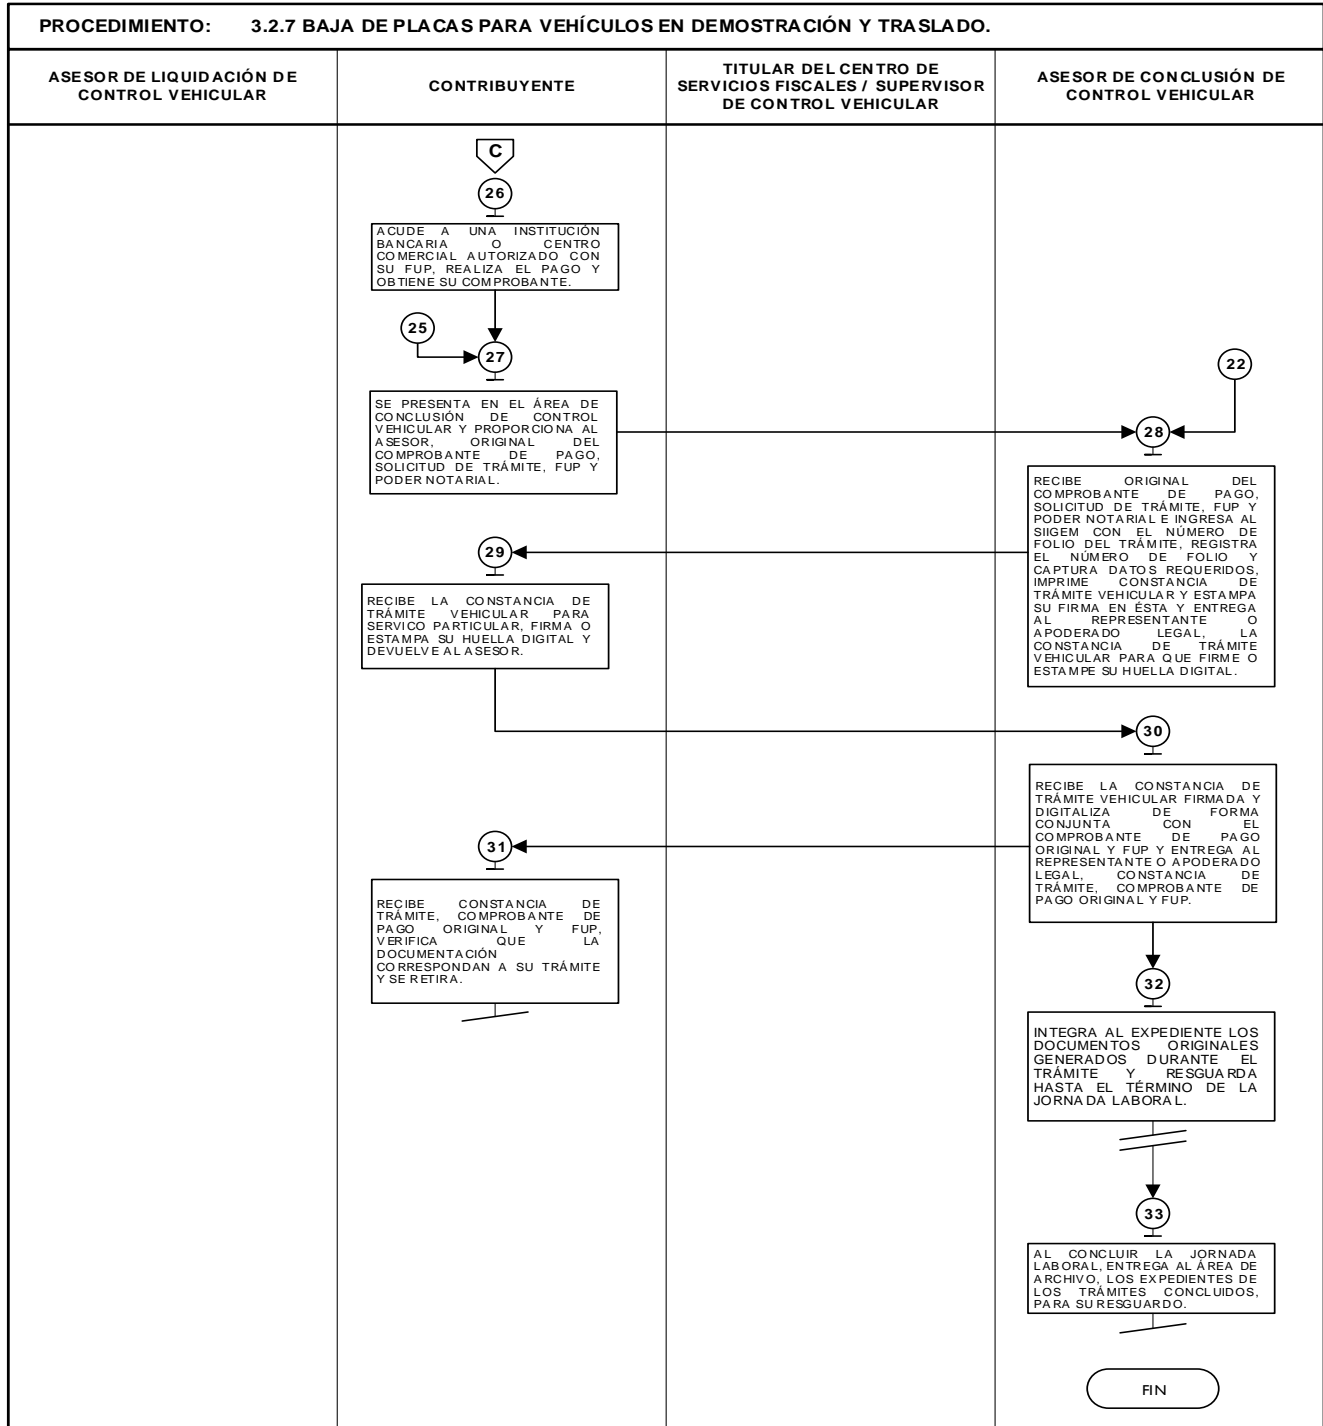 PROCEDIMIENTO: 3.2.7 BAJA DE PLACAS PARA VEHÍCULOS EN DEMOSTRACIÓN Y TRASLADO.
ASESOR DE LIQUIDACIÓN DE
CONTROL VEHICULAR
CONTRIBUYENTE
TITULAR DEL CENTRO DE
SERVICIOS FISCALES / SUPERVISOR
DE CONTROL VEHICULAR
ASESOR DE CONCLUSIÓN DE
CONTROL VEHICULAR
C
26
ACUDE A UNA INSTITUCIÓN
BANCARIA O CENTRO
COMERCIAL AUTORIZADO CON
SU FUP, REALIZA EL PAGO Y
OBTIENE SU COMPROBANTE.
25
27
22
SE PRESENTA EN EL ÁREA DE
CONCLUSIÓN DE CONTROL
VEHICULAR Y PROPORCIONA AL
ASESOR, ORIGINAL DEL
COMPROBANTE DE PAGO,
SOLICITUD DE TRÁMITE, FUP Y
PODER NOTARIAL.
28
RECIBE ORIGINAL DEL
COMPROBANTE DE PAGO,
SOLICITUD DE TRÁMITE, FUP Y
PODER NOTARIAL E INGRESA AL
SIIGEM CON EL NÚMERO DE
FOLIO DEL TRÁMITE, REGISTRA
EL NÚMERO DE FOLIO Y
CAPTURA DATOS REQUERIDOS,
IMPRIME CONSTANCIA DE
TRÁMITE VEHICULAR Y ESTAMPA
SU FIRMA EN ÉSTA Y ENTREGA
AL REPRESENTANTE O
APODERADO LEGAL, LA
CONSTANCIA DE TRÁMITE
VEHICULAR PARA QUE FIRME O
ESTAMPE SU HUELLA DIGITAL.
29
RECIBE LA CONSTANCIA DE
TRÁMITE VEHICULAR PARA
SERVICO PARTICULAR, FIRMA O
ESTAMPA SU HUELLA DIGITAL Y
DEVUELVE AL ASESOR.
30
RECIBE LA CONSTANCIA DE
TRÁMITE VEHICULAR FIRMADA Y
DIGITALIZA DE FORMA
CONJUNTA CON EL
COMPROBANTE DE PAGO
ORIGINAL Y FUP Y ENTREGA AL
REPRESENTANTE O APODERADO
LEGAL, CONSTANCIA DE
TRÁMITE, COMPROBANTE DE
PAGO ORIGINAL Y FUP.
31
RECIBE CONSTANCIA DE
TRÁMITE, COMPROBANTE DE
PAGO ORIGINAL Y FUP,
VERIFICA QUE LA
DOCUMENTACIÓN
CORRESPONDAN A SU TRÁMITE
Y SE RETIRA.
32
INTEGRA AL EXPEDIENTE LOS
DOCUMENTOS ORIGINALES
GENERADOS DURANTE EL
TRÁMITE Y RESGUARDA
HASTA EL TÉRMINO DE LA
JORNADA LABORAL.
33
AL CONCLUIR LA JORNADA
LABORAL, ENTREGA AL ÁREA DE
ARCHIVO, LOS EXPEDIENTES DE
LOS TRÁMITES CONCLUIDOS,
PARA SU RESGUARDO.
FIN